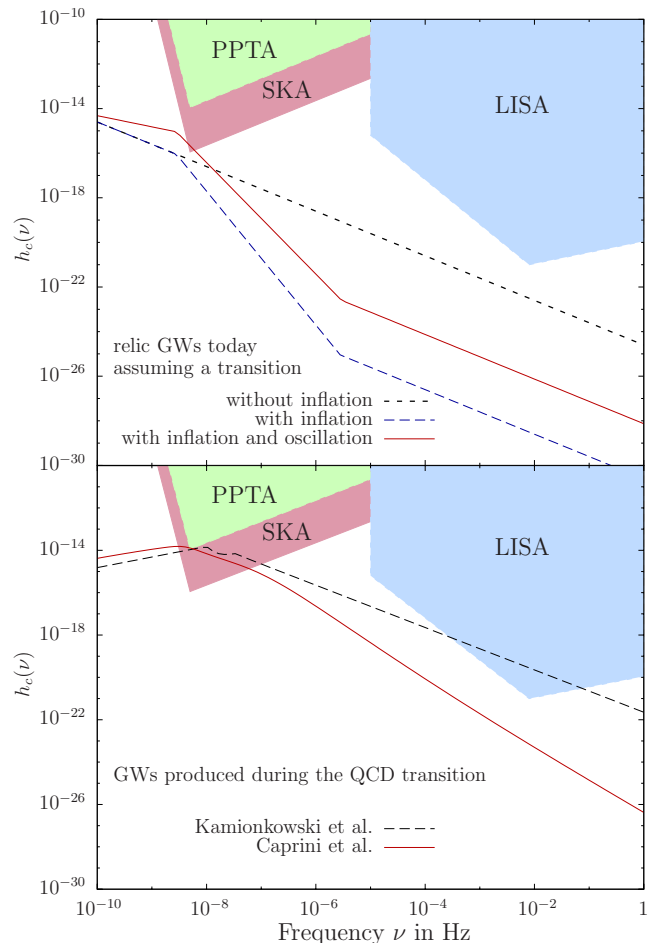 10⁻¹⁰
10⁻¹⁴
10⁻¹⁸
10⁻²²
10⁻²⁶
10⁻³⁰
h_c(ν)
PPTA
SKA
LISA
relic GWs today
assuming a transition
without inflation
with inflation
with inflation and oscillation
10⁻¹⁴
10⁻¹⁸
10⁻²²
10⁻²⁶
10⁻³⁰
h_c(ν)
PPTA
SKA
LISA
GWs produced during the QCD transition
Kamionkowski et al.
Caprini et al.
10⁻¹⁰ 10⁻⁸ 10⁻⁶ 10⁻⁴ 10⁻² 1
Frequency ν in Hz